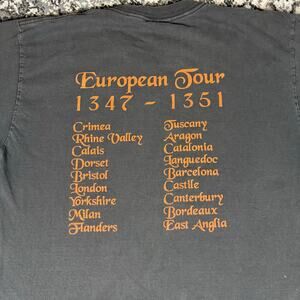 European Tour
1347 - 1351
Crimea
Rhine Valley
Calais
Dorset
Bristol
London
Yorkshire
Milan
Flanders
Tuscany
Aragon
Catalonia
Languedoc
Barcelona
Castile
Canterbury
Bordeaux
East Anglia